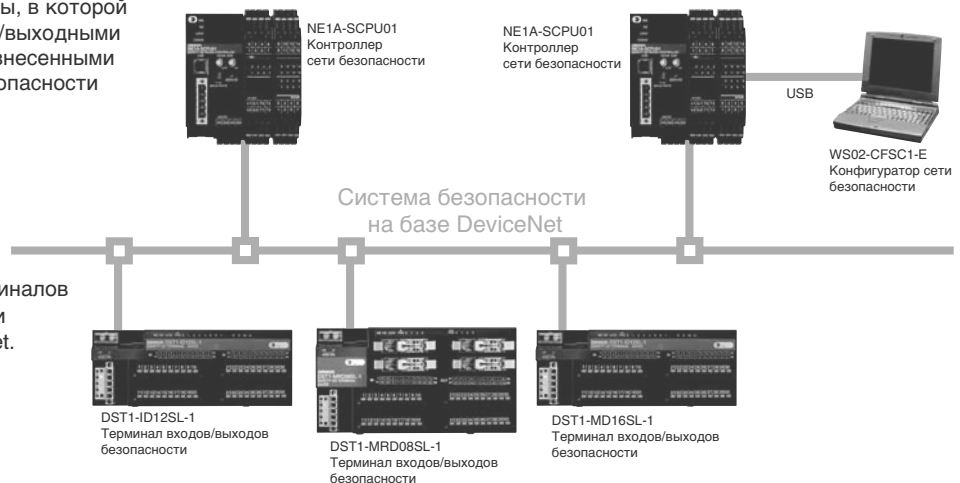 ы, в которой
/выходными
знесенными
опасности
NE1A-SCPU01
Контроллер
сети безопасности
NE1A-SCPU01
Контроллер
сети безопасности
USB
WS02-CFSC1-E
Конфигуратор сети
безопасности
Система безопасности
на базе DeviceNet
иналов
и
et.
DST1-ID12SL-1
Терминал входов/выходов
безопасности
DST1-MRD08SL-1
Терминал входов/выходов
безопасности
DST1-MD16SL-1
Терминал входов/выходов
безопасности